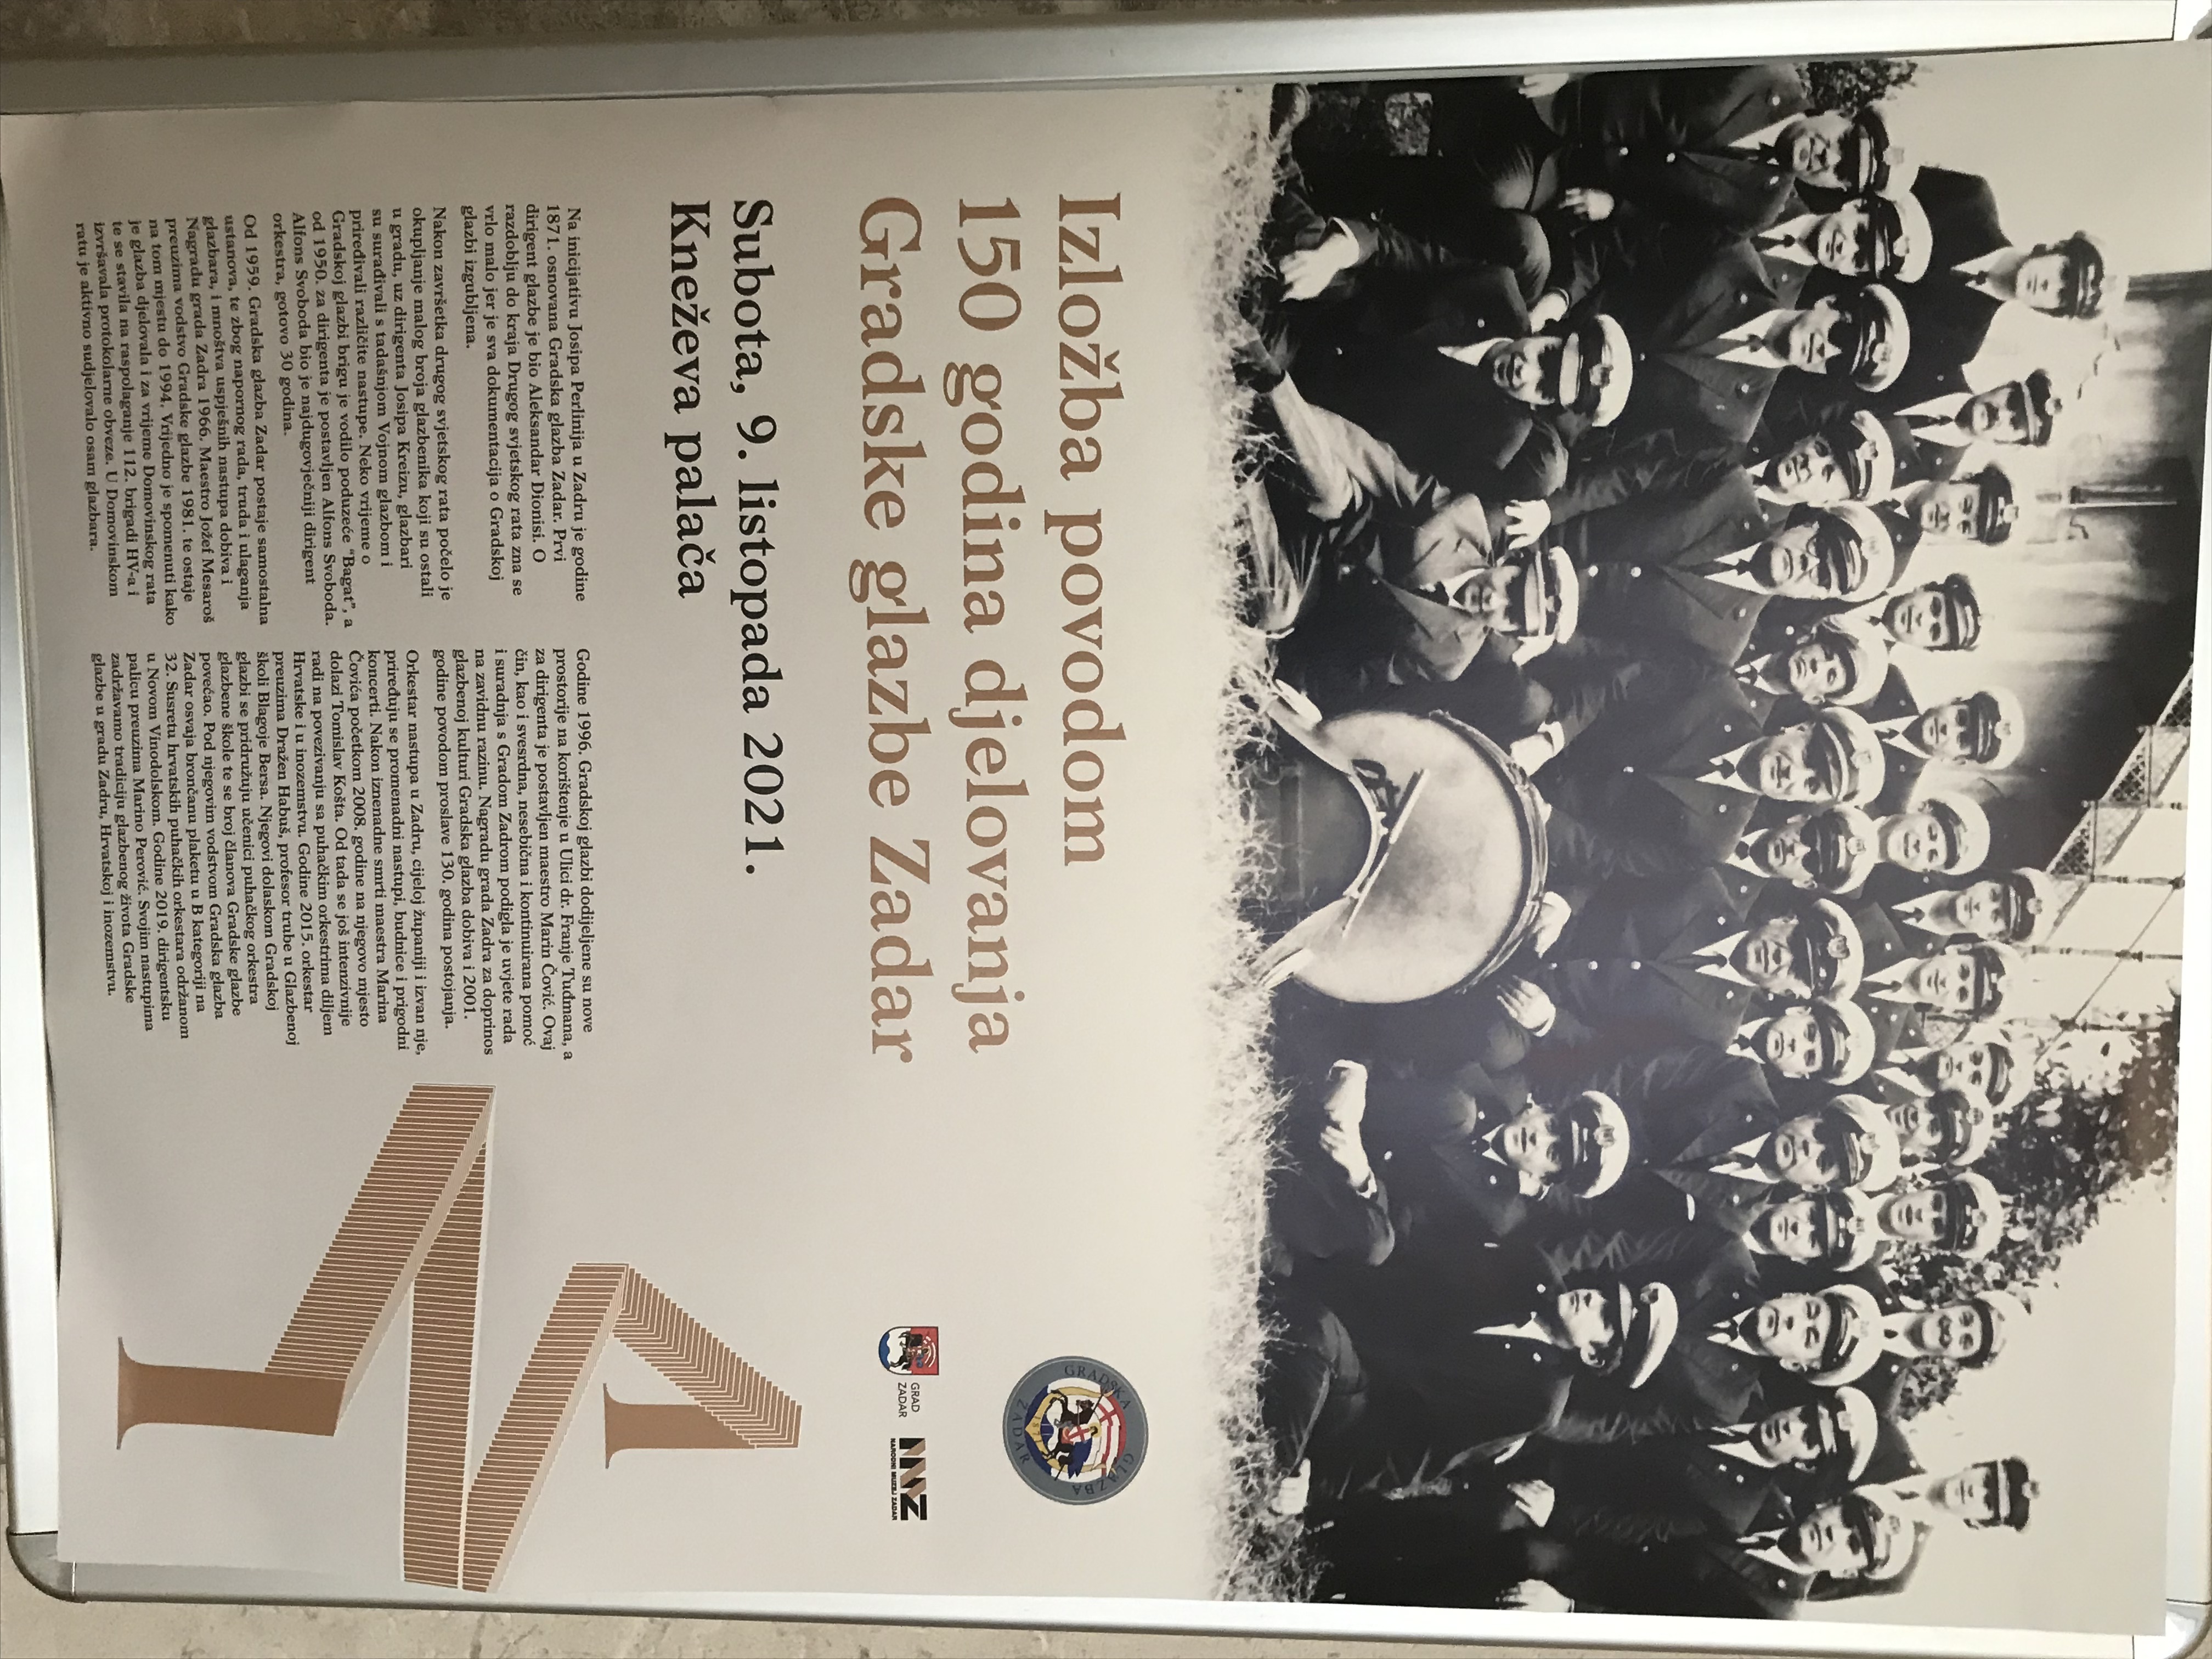 Izložba povodom
150 godina djelovanja
Gradske glazbe Zadar
Subota, 9. listopada 2021.
Kneževa palača
Na inicijativu Josipa Perlinija u Zadru je godine
1871. osnovana Gradska glazba Zadar. Prvi
dirigent glazbe je bio Aleksandar Dionisi. O
razdoblju do kraja Drugog svjetskog rata zna se
vrlo malo jer je sva dokumentacija o Gradskoj
glazbi izgubljena.
Nakon završetka drugog svjetskog rata počelo je
okupljanje malog broja glazbenika koji su ostali
u gradu, uz dirigenta Josipa Kreizu, glazbari
su surađivali s tadašnjom Vojnom glazbom i
priređivali različite nastupe. Neko vrijeme o
Gradskoj glazbi brigu je vodilo poduzeće "Bagat", a
od 1950. za dirigenta je postavljen Alfons Svoboda.
Alfons Svoboda bio je najdugovječniji dirigent
orkestra, gotovo 30 godina.
Od 1959. Gradska glazba Zadar postaje samostalna
ustanova, te zbog napornog rada, truda i ulaganja
glazbara, i mnoštva uspješnih nastupa dobiva i
Nagradu grada Zadra 1966. Maestro Jožef Mesaroš
preuzima vodstvo Gradske glazbe 1981. te ostaje
na tom mjestu do 1994. Vrijedno je spomenuti kako
je glazba djelovala i za vrijeme Domovinskog rata
te se stavila na raspolaganje 112. brigadi HV-a i
izvršavala protokolarne obveze. U Domovinskom
ratu je aktivno sudjelovalo osam glazbara.
Godine 1996. Gradskoj glazbi dodijeljene su nove
prostorije na korištenje u Ulici dr. Franje Tuđmana, a
za dirigenta je postavljen maestro Marin Čović. Ovaj
čin, kao i svesrdna, nesebična i kontinuirana pomoć
i suradnja s Gradom Zadrom podigla je uvjete rada
na zavidnu razinu. Nagradu grada Zadra za doprinos
glazbenoj kulturi Gradska glazba dobiva i 2001.
godine povodom proslave 130. godina postojanja.
Orkestar nastupa u Zadru, cijeloj županiji i izvan nje,
priređuju se promenadni nastupi, budnice i prigodni
koncerti. Nakon iznenadne smrti maestra Marina
Čovića početkom 2008. godine na njegovo mjesto
dolazi Tomislav Košta. Od tada se još intenzivnije
radi na povezivanju sa puhačkim orkestrima diljem
Hrvatske i u inozemstvu. Godine 2015. orkestar
preuzima Dražen Habuš, profesor trube u Glazbenoj
školi Blagoje Bersa. Njegovi dolaskom Gradskoj
glazbi se pridružuju učenici puhačkog orkestra
glazbene škole te se broj članova Gradske glazbe
povećao. Pod njegovim vodstvom Gradska glazba
Zadar osvaja brončanu plaketu u B kategoriji na
32. Susretu hrvatskih puhačkih orkestara održanom
u Novom Vinodolskom. Godine 2019. dirigentsku
palicu preuzima Marino Perović. Svojim nastupima
zadržavamo tradiciju glazbenog života Gradske
glazbe u gradu Zadru, Hrvatskoj i inozemstvu.
GRADSKA GLAZBA
ZADAR
GRAD
ZADAR
NMZ
NARODNI MUZEJ ZADAR